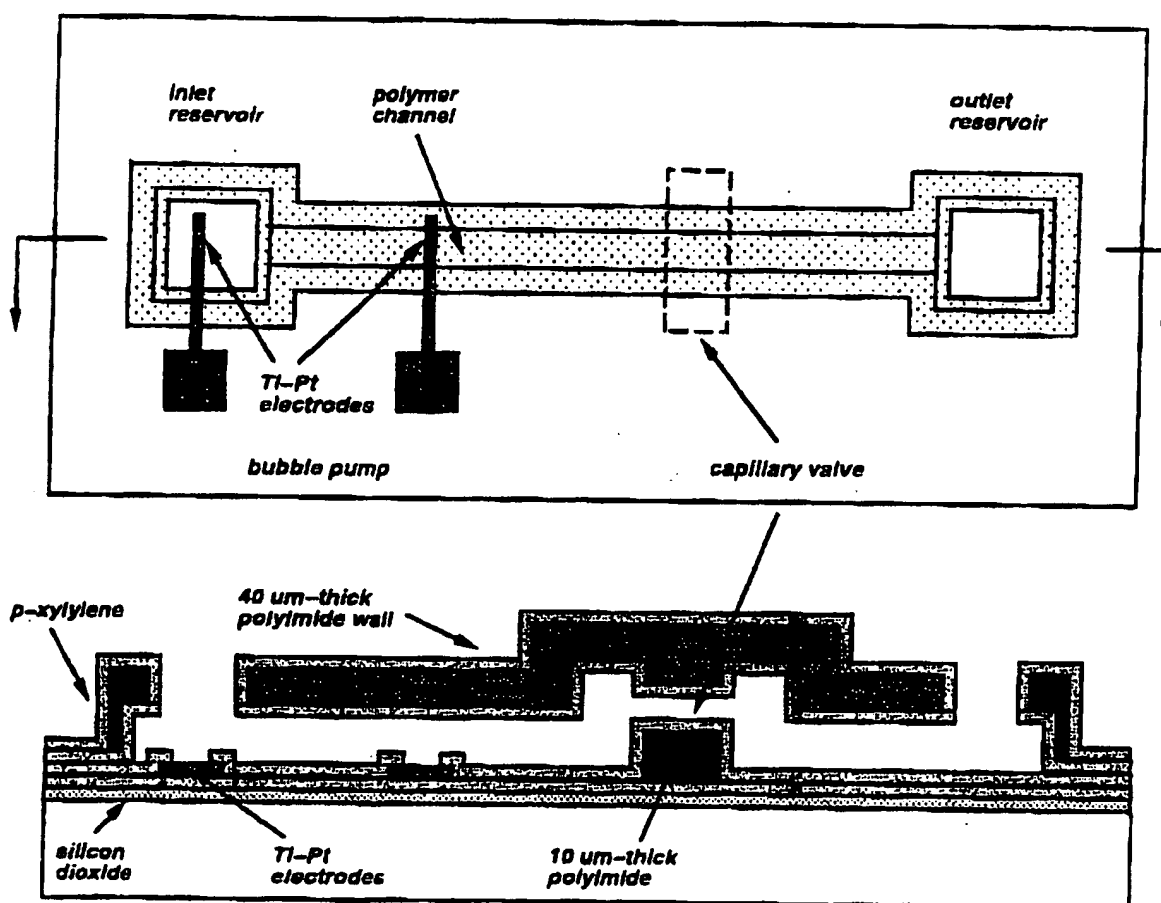 inlet
reservoir
polymer
channel
outlet
reservoir
Ti–Pt
electrodes
bubble pump
capillary valve
p–xylylene
40 um–thick
polyimide wall
silicon
dioxide
Ti–Pt
electrodes
10 um–thick
polyimide